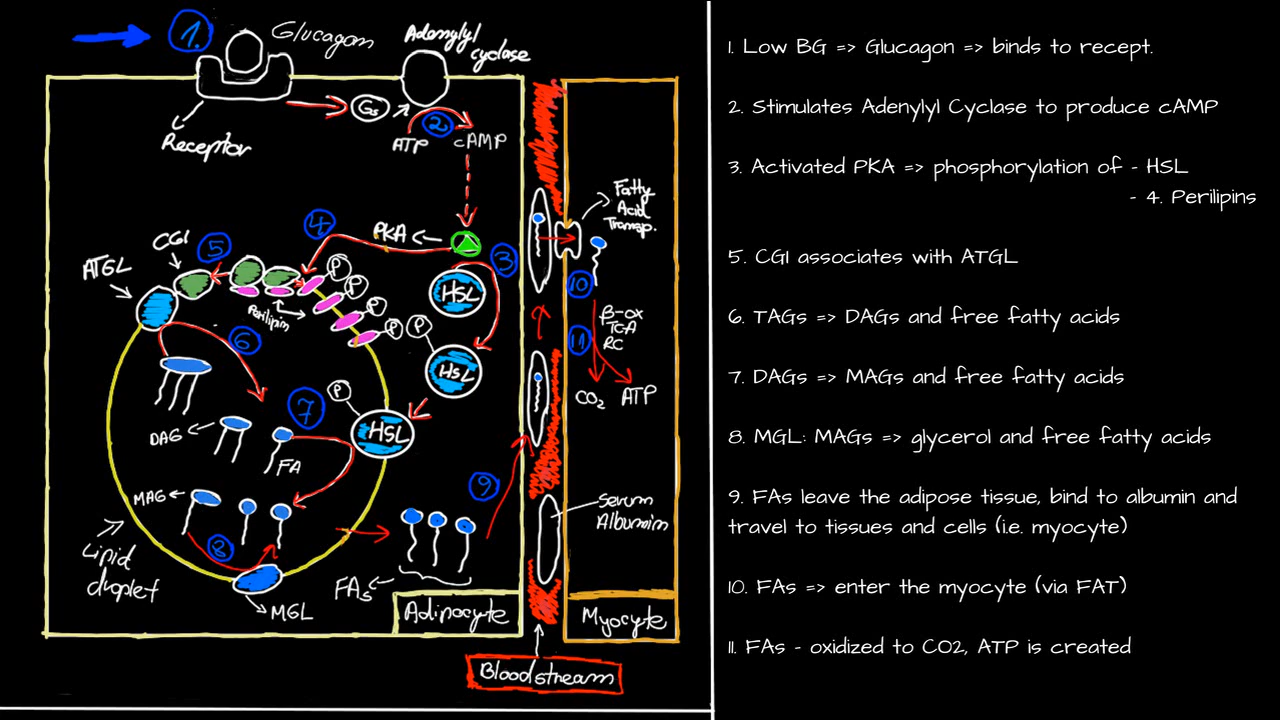 1.
Glucagon
Adenylyl
cyclase
Gs
2
Receptor
ATP
cAMP
Fatty
Acid
Transp.
4
PKA
3
CGI
5
ATGL
P
P
P
P
P
HSL
Perilipin
10
β-ox
TCA
RC
11
6
HSL
CO2
ATP
7
P
HSL
DAG
FA
MAG
9
Serum
Albumin
8
Lipid
droplet
FAs
MGL
Adipocyte
Myocyte
Bloodstream
1. Low BG => Glucagon => binds to recept.
2. Stimulates Adenylyl Cyclase to produce cAMP
3. Activated PKA => phosphorylation of - HSL
- 4. Perilipins
5. CGI associates with ATGL
6. TAGs => DAGs and free fatty acids
7. DAGs => MAGs and free fatty acids
8. MGL: MAGs => glycerol and free fatty acids
9. FAs leave the adipose tissue, bind to albumin and
travel to tissues and cells (i.e. myocyte)
10. FAs => enter the myocyte (via FAT)
11. FAs - oxidized to CO2, ATP is created